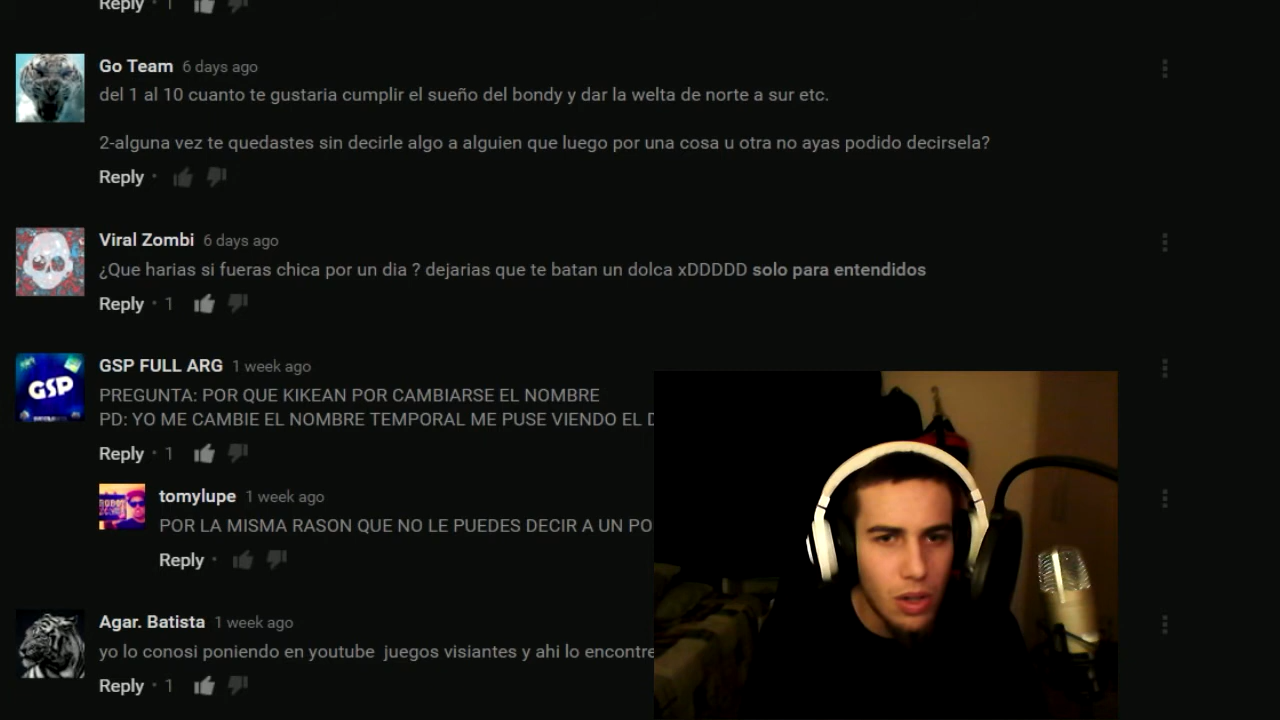 Reply · 1
Go Team 6 days ago
del 1 al 10 cuanto te gustaria cumplir el sueño del bondy y dar la welta de norte a sur etc.
2-alguna vez te quedastes sin decirle algo a alguien que luego por una cosa u otra no ayas podido decirsela?
Reply ·
Viral Zombi 6 days ago
¿Que harias si fueras chica por un dia ? dejarias que te batan un dolca xDDDDD solo para entendidos
Reply · 1
GSP FULL ARG 1 week ago
GSP
PREGUNTA: POR QUE KIKEAN POR CAMBIARSE EL NOMBRE
PD: YO ME CAMBIE EL NOMBRE TEMPORAL ME PUSE VIENDO EL
Reply · 1
tomylupe 1 week ago
POR LA MISMA RASON QUE NO LE PUEDES DECIR A UN PO
Reply ·
Agar. Batista 1 week ago
yo lo conosi poniendo en youtube juegos visiantes y ahi lo encontre
Reply · 1